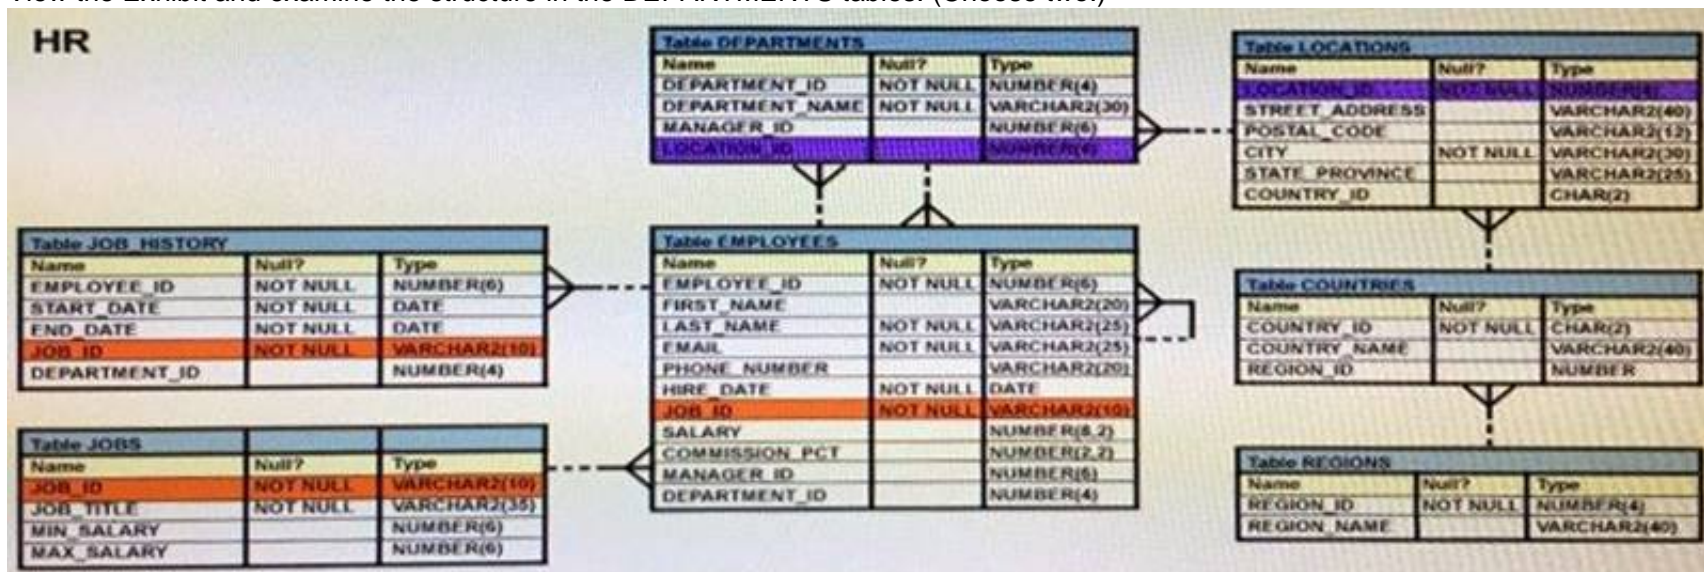 HR
Table DEPARTMENTS
Name Null? Type
DEPARTMENT_ID NOT NULL NUMBER(4)
DEPARTMENT_NAME NOT NULL VARCHAR2(30)
MANAGER_ID NUMBER(6)
LOCATION_ID NUMBER(4)
Table LOCATIONS
Name Null? Type
LOCATION_ID NOT NULL NUMBER(4)
STREET_ADDRESS VARCHAR2(40)
POSTAL_CODE VARCHAR2(12)
CITY NOT NULL VARCHAR2(30)
STATE_PROVINCE VARCHAR2(25)
COUNTRY_ID CHAR(2)
Table JOB_HISTORY
Name Null? Type
EMPLOYEE_ID NOT NULL NUMBER(6)
START_DATE NOT NULL DATE
END_DATE NOT NULL DATE
JOB_ID NOT NULL VARCHAR2(10)
DEPARTMENT_ID NUMBER(4)
Table EMPLOYEES
Name Null? Type
EMPLOYEE_ID NOT NULL NUMBER(6)
FIRST_NAME VARCHAR2(20)
LAST_NAME NOT NULL VARCHAR2(25)
EMAIL NOT NULL VARCHAR2(25)
PHONE_NUMBER VARCHAR2(20)
HIRE_DATE NOT NULL DATE
JOB_ID NOT NULL VARCHAR2(10)
SALARY NUMBER(8,2)
COMMISSION_PCT NUMBER(2,2)
MANAGER_ID NUMBER(6)
DEPARTMENT_ID NUMBER(4)
Table COUNTRIES
Name Null? Type
COUNTRY_ID NOT NULL CHAR(2)
COUNTRY_NAME VARCHAR2(40)
REGION_ID NUMBER
Table JOBS
Name Null? Type
JOB_ID NOT NULL VARCHAR2(10)
JOB_TITLE NOT NULL VARCHAR2(35)
MIN_SALARY NUMBER(6)
MAX_SALARY NUMBER(6)
Table REGIONS
Name Null? Type
REGION_ID NOT NULL NUMBER(4)
REGION_NAME VARCHAR2(40)